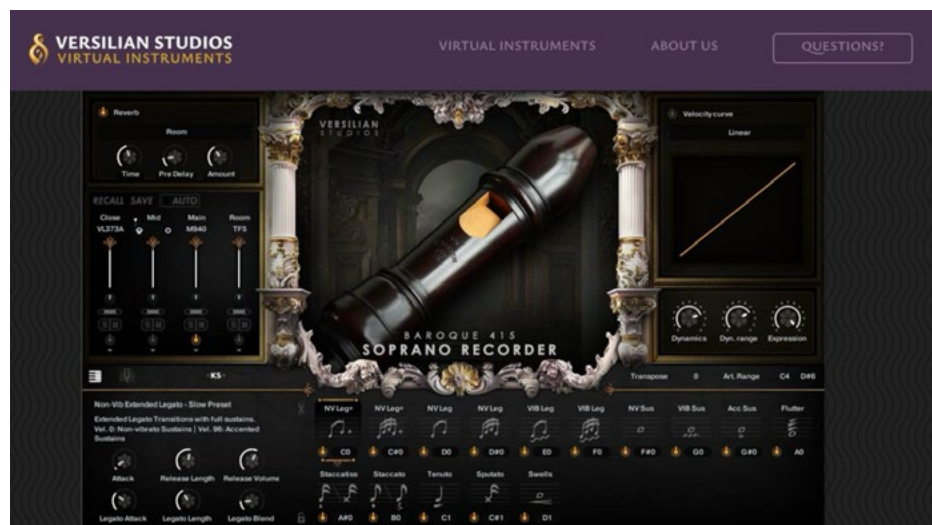 VERSILIAN STUDIOS
VIRTUAL INSTRUMENTS
VIRTUAL INSTRUMENTS
ABOUT US
QUESTIONS?
Reverb
Room
Time Pre Delay Amount
RECALL SAVE AUTO
Close Mid Main Room
VL373A M940 TF5
S M S M S M S M
VERSILIAN
STUDIOS
BAROQUE 415
SOPRANO RECORDER
Velocity curve
Linear
Dynamics Dyn. range Expression
KS
Transpose 0 Art. Range C4 D#6
Non-Vib Extended Legato - Slow Preset
Extended Legato Transitions with full sustains.
Vel. 0: Non-vibrato Sustains | Vel. 96: Accented
Sustains
Attack Release Length Release Volume
Legato Attack Legato Length Legato Blend
NV Leg+ NV Leg+ NV Leg NV Leg VIB Leg VIB Leg NV Sus VIB Sus Acc Sus Flutter
C0 C#0 D0 D#0 E0 F0 F#0 G0 G#0 A0
Staccatiss Staccato Tenuto Sputato Swells
A#0 B0 C1 C#1 D1